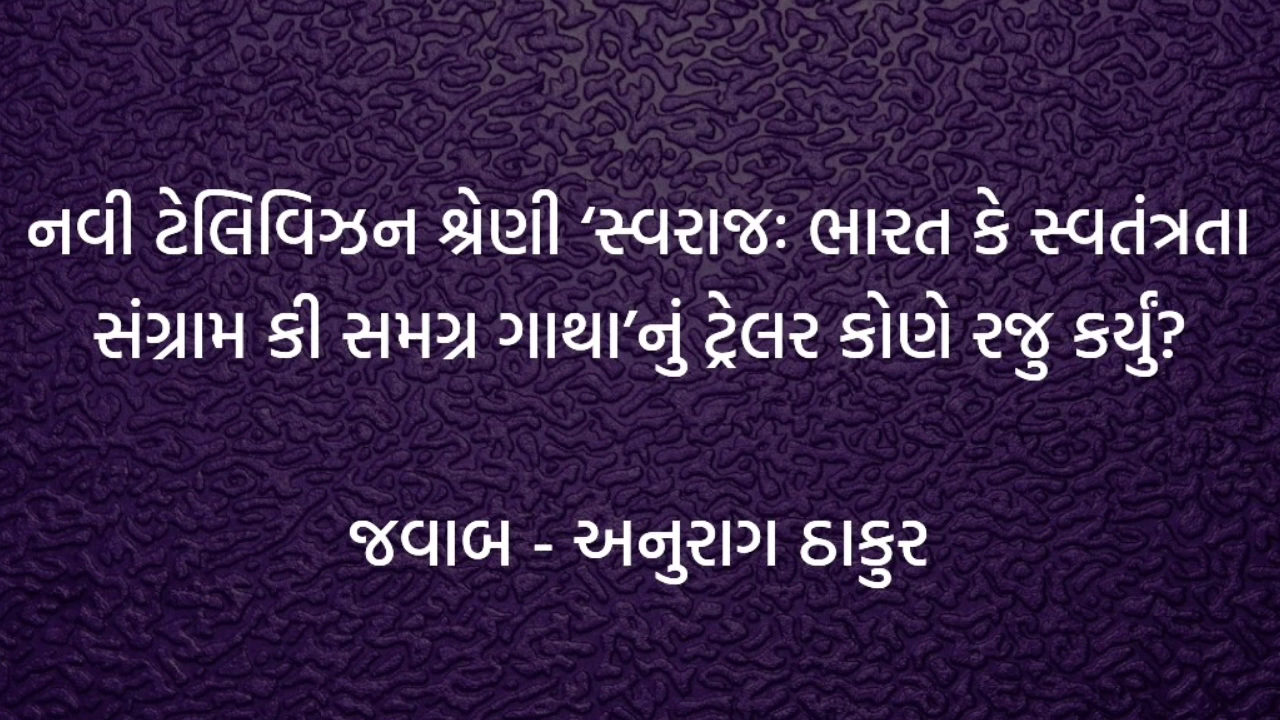 નવી ટેલિવિઝન શ્રેણી ‘સ્વરાજઃ ભારત કે સ્વતંત્રતા
સંગ્રામ કી સમગ્ર ગાથા’નું ટ્રેલર કોણે રજુ કર્યું?
જવાબ - અનુરાગ ઠાકુર